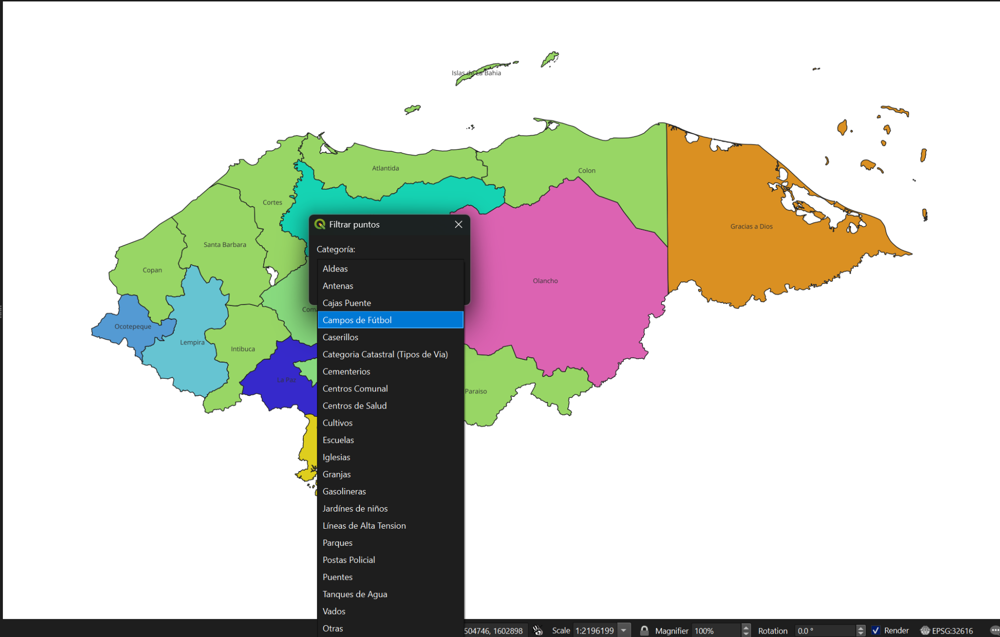 Islas de La Bahia
Atlantida
Colon
Cortes
Gracias a Dios
Santa Barbara
Copan
Olancho
Ocotepeque
Lempira
Intibuca
La Paz
Paraiso
Filtrar puntos
Categoría:
Aldeas
Antenas
Cajas Puente
Campos de Fútbol
Caserillos
Categoria Catastral (Tipos de Via)
Cementerios
Centros Comunal
Centros de Salud
Cultivos
Escuelas
Iglesias
Granjas
Gasolineras
Jardínes de niños
Líneas de Alta Tension
Parques
Postas Policial
Puentes
Tanques de Agua
Vados
Otras
504746, 1602898 Scale 1:2196199 Magnifier 100% Rotation 0.0 ° Render EPSG:32616